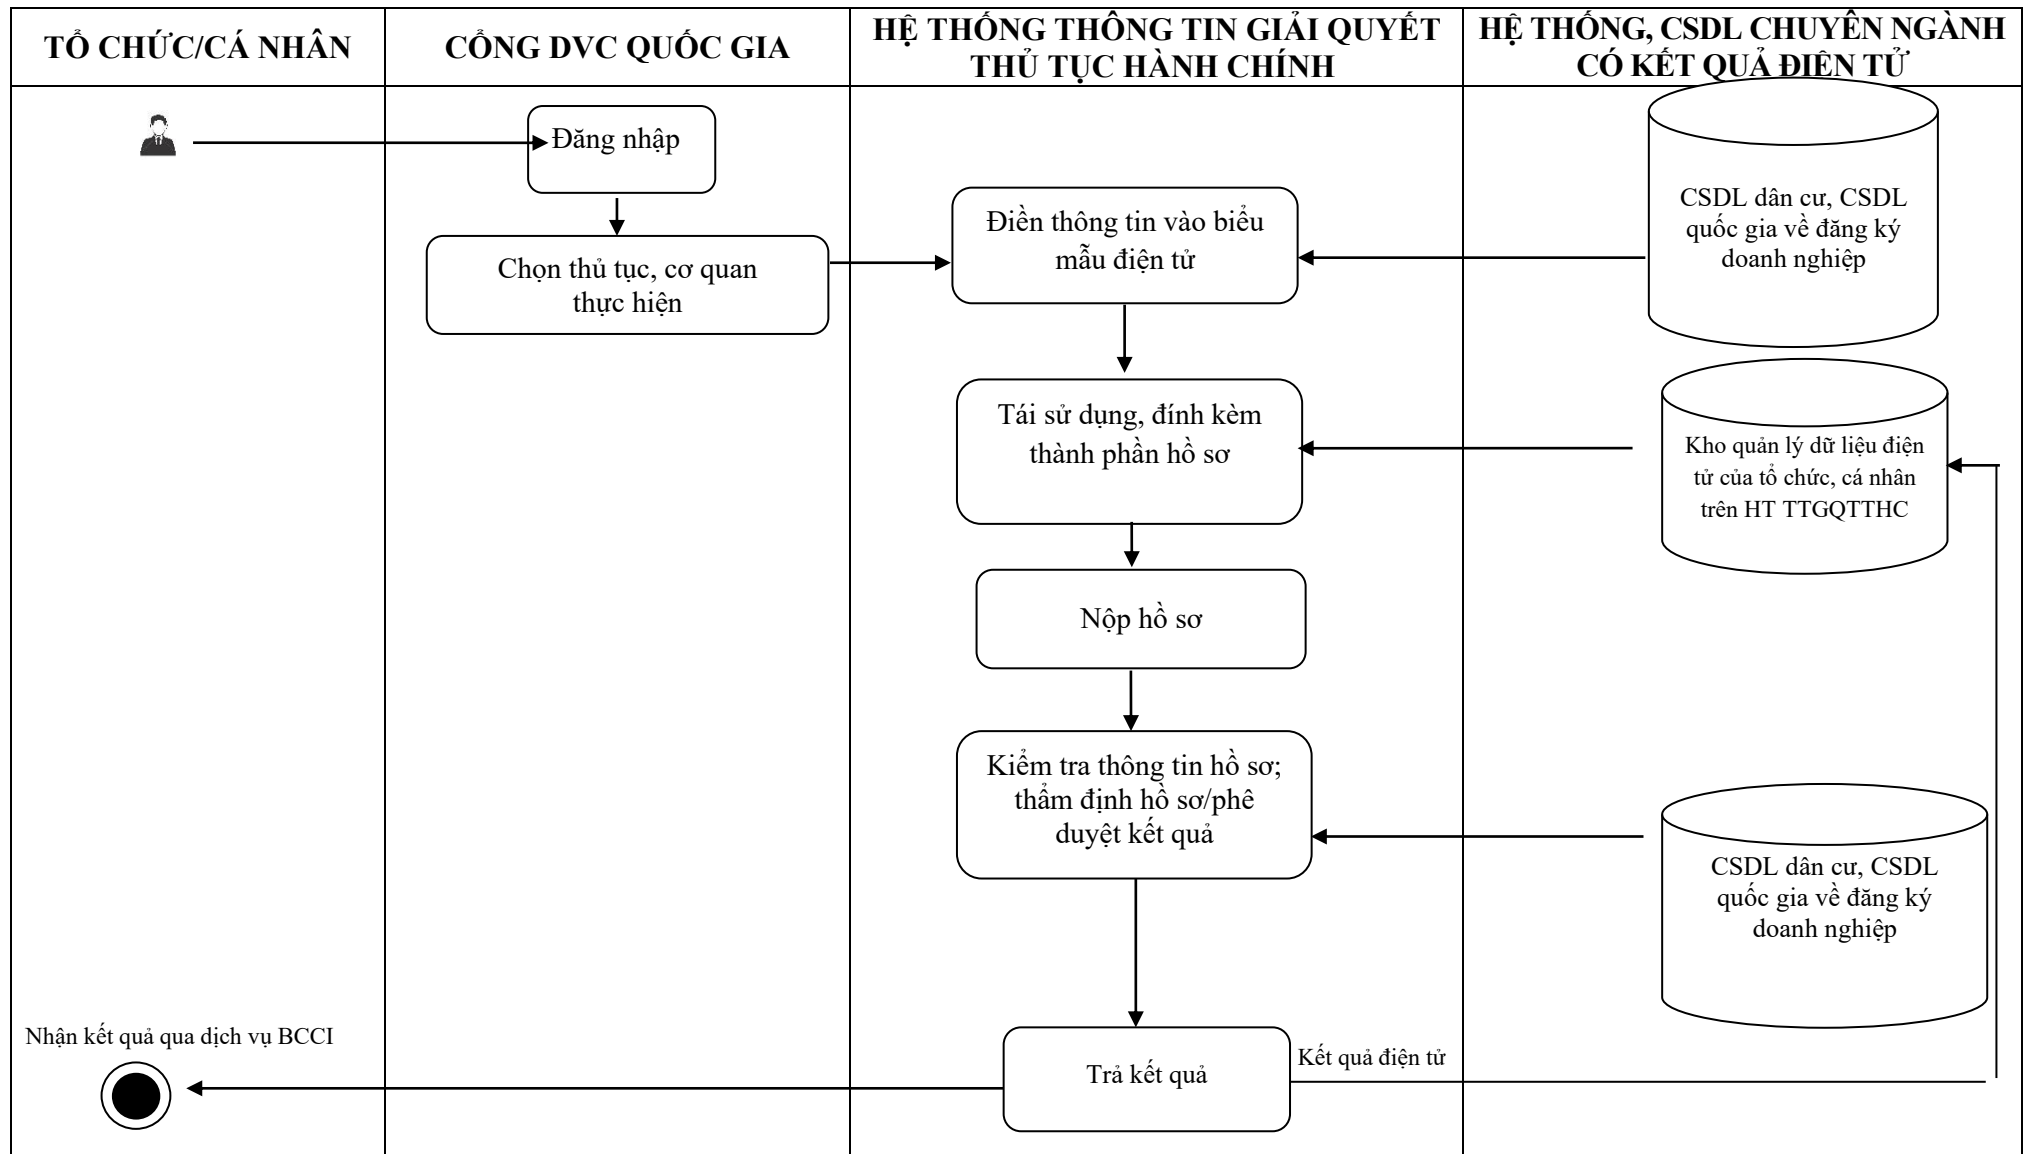 TỔ CHỨC/CÁ NHÂN
CỔNG DVC QUỐC GIA
HỆ THỐNG THÔNG TIN GIẢI QUYẾT
THỦ TỤC HÀNH CHÍNH
HỆ THỐNG, CSDL CHUYÊN NGÀNH
CÓ KẾT QUẢ ĐIỆN TỬ
Đăng nhập
Chọn thủ tục, cơ quan
thực hiện
Điền thông tin vào biểu
mẫu điện tử
CSDL dân cư, CSDL
quốc gia về đăng ký
doanh nghiệp
Tái sử dụng, đính kèm
thành phần hồ sơ
Kho quản lý dữ liệu điện
tử của tổ chức, cá nhân
trên HT TTGQTTHC
Nộp hồ sơ
Kiểm tra thông tin hồ sơ;
thẩm định hồ sơ/phê
duyệt kết quả
CSDL dân cư, CSDL
quốc gia về đăng ký
doanh nghiệp
Nhận kết quả qua dịch vụ BCCI
Trả kết quả
Kết quả điện tử